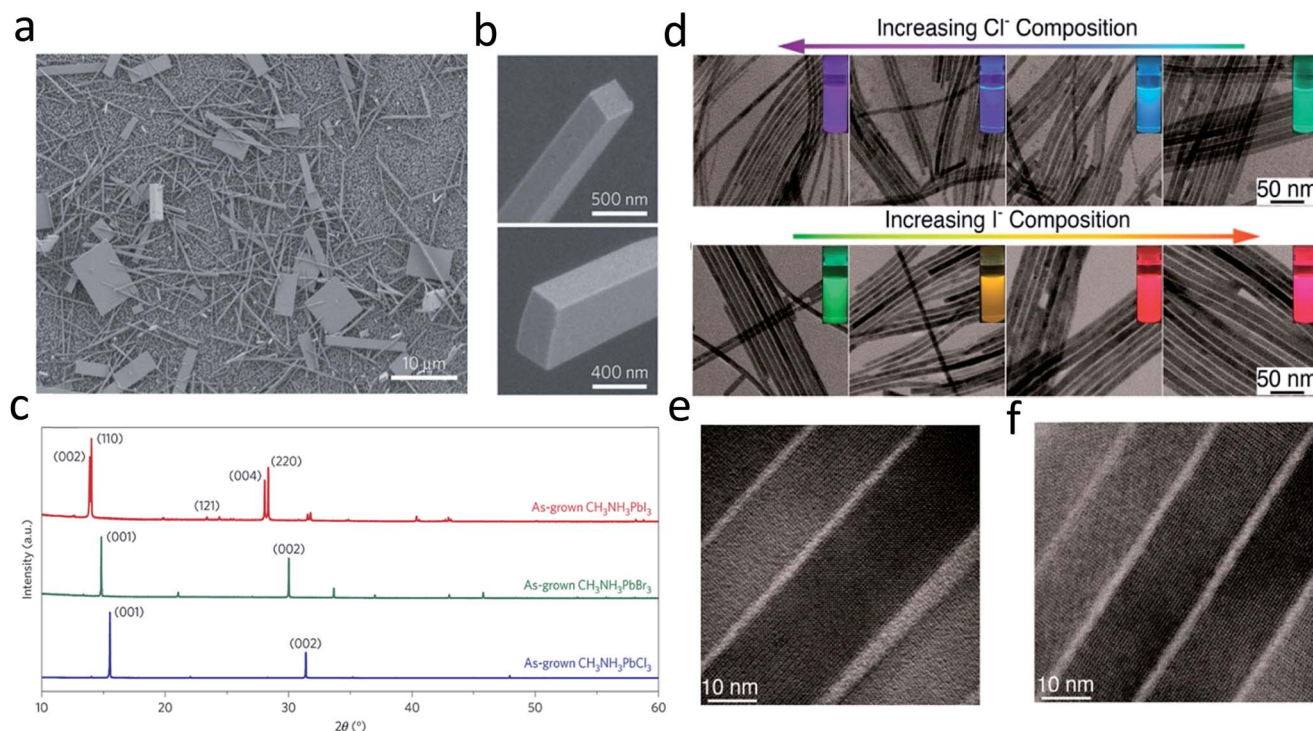 a
10 μm
b
500 nm
400 nm
c
(002)
(110)
(121)
(004)
(220)
As-grown CH₃NH₃PbI₃
(001)
(002)
As-grown CH₃NH₃PbBr₃
(001)
(002)
As-grown CH₃NH₃PbCl₃
Intensity (a.u.)
10
20
30
40
50
60
2θ (°)
d
Increasing Cl⁻ Composition
50 nm
Increasing I⁻ Composition
50 nm
e
10 nm
f
10 nm